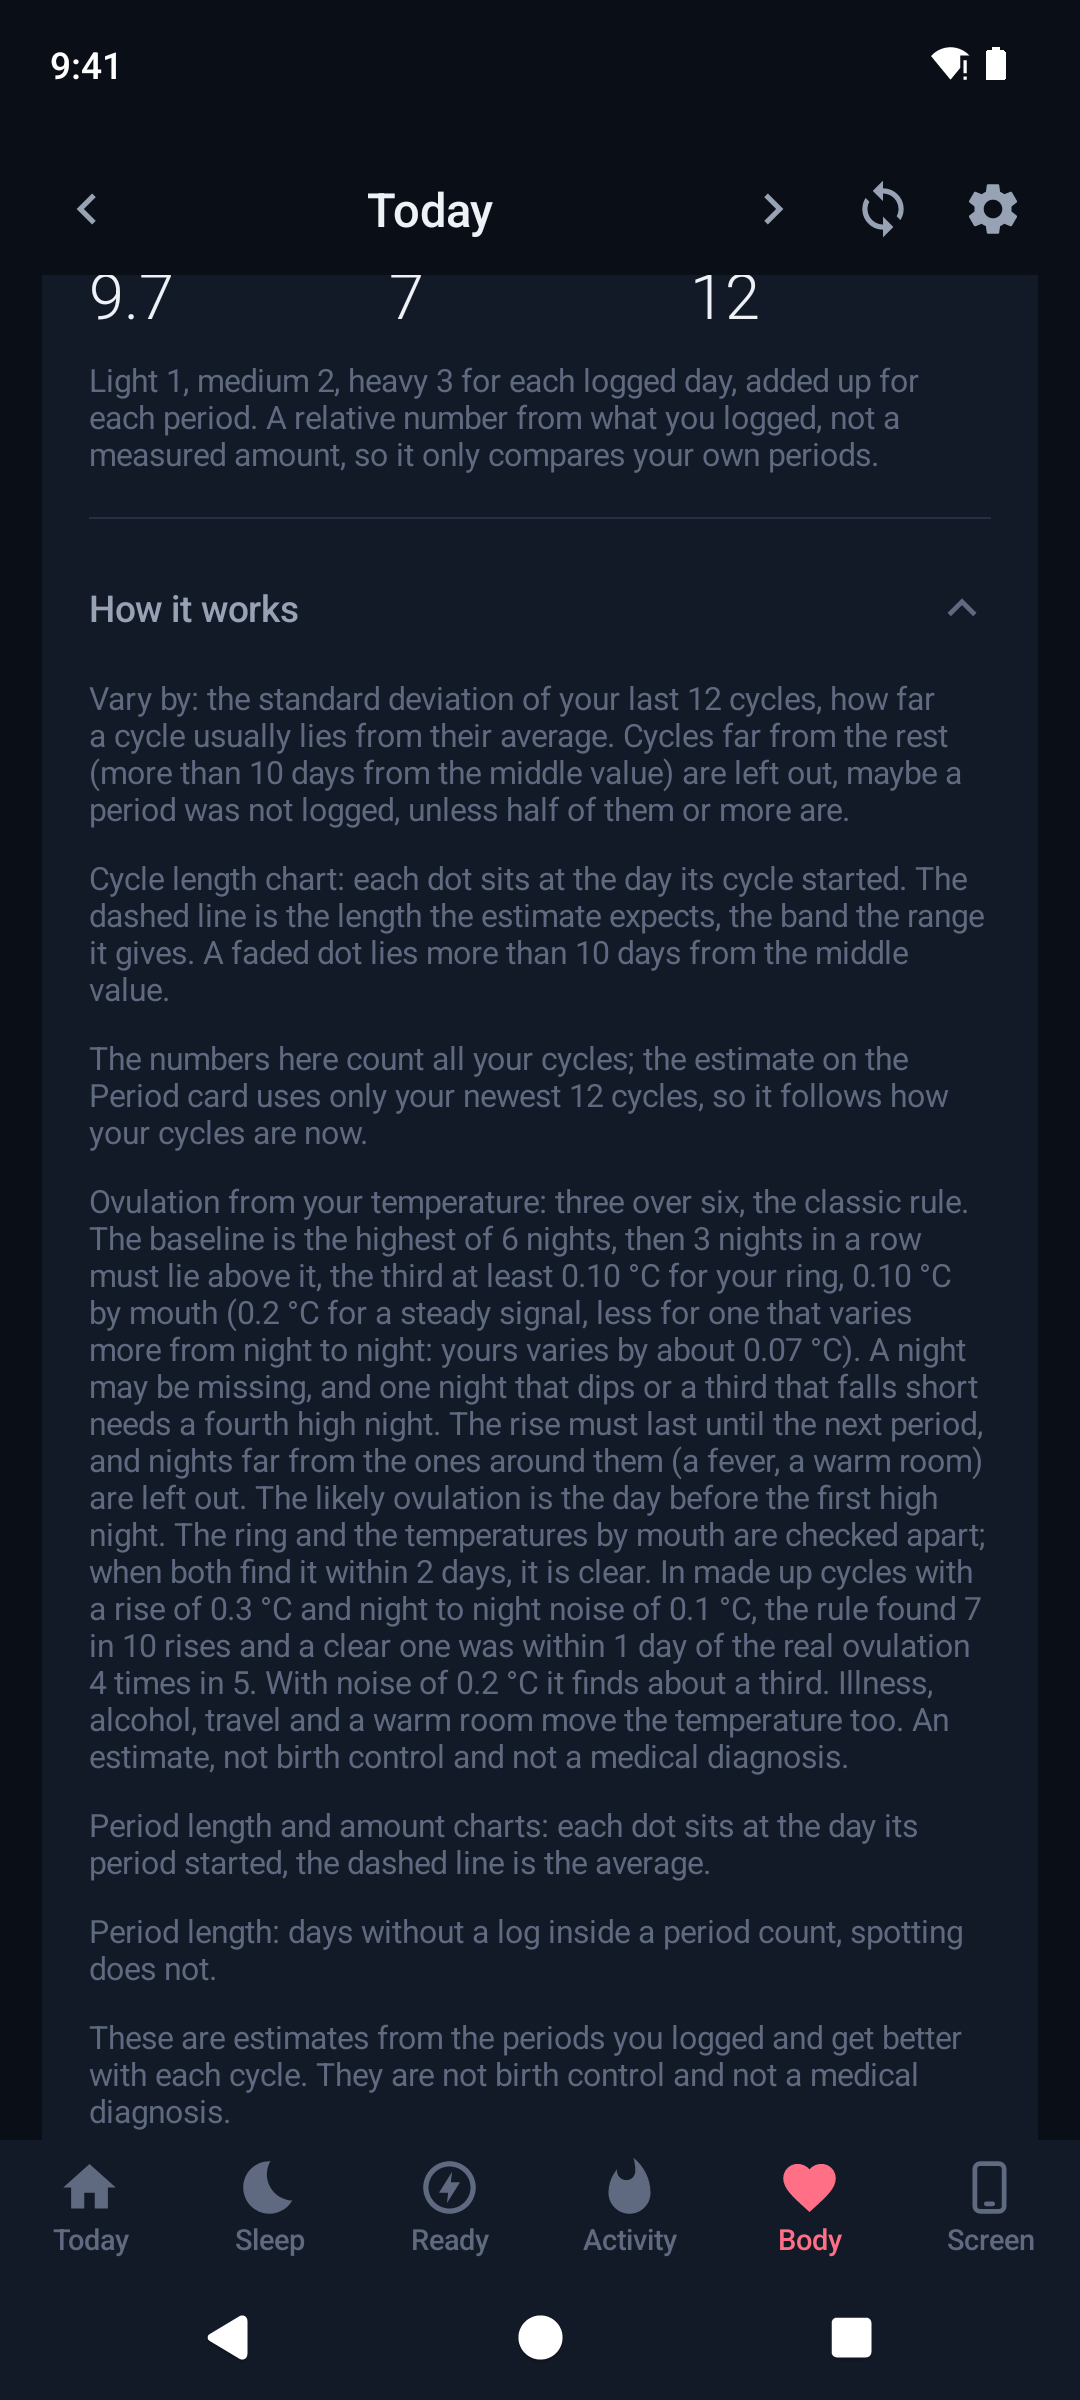 9:41
Today
9.7 7 12
Light 1, medium 2, heavy 3 for each logged day, added up for
each period. A relative number from what you logged, not a
measured amount, so it only compares your own periods.
How it works
Vary by: the standard deviation of your last 12 cycles, how far
a cycle usually lies from their average. Cycles far from the rest
(more than 10 days from the middle value) are left out, maybe a
period was not logged, unless half of them or more are.
Cycle length chart: each dot sits at the day its cycle started. The
dashed line is the length the estimate expects, the band the range
it gives. A faded dot lies more than 10 days from the middle
value.
The numbers here count all your cycles; the estimate on the
Period card uses only your newest 12 cycles, so it follows how
your cycles are now.
Ovulation from your temperature: three over six, the classic rule.
The baseline is the highest of 6 nights, then 3 nights in a row
must lie above it, the third at least 0.10 °C for your ring, 0.10 °C
by mouth (0.2 °C for a steady signal, less for one that varies
more from night to night: yours varies by about 0.07 °C). A night
may be missing, and one night that dips or a third that falls short
needs a fourth high night. The rise must last until the next period,
and nights far from the ones around them (a fever, a warm room)
are left out. The likely ovulation is the day before the first high
night. The ring and the temperatures by mouth are checked apart;
when both find it within 2 days, it is clear. In made up cycles with
a rise of 0.3 °C and night to night noise of 0.1 °C, the rule found 7
in 10 rises and a clear one was within 1 day of the real ovulation
4 times in 5. With noise of 0.2 °C it finds about a third. Illness,
alcohol, travel and a warm room move the temperature too. An
estimate, not birth control and not a medical diagnosis.
Period length and amount charts: each dot sits at the day its
period started, the dashed line is the average.
Period length: days without a log inside a period count, spotting
does not.
These are estimates from the periods you logged and get better
with each cycle. They are not birth control and not a medical
diagnosis.
Today Sleep Ready Activity Body Screen